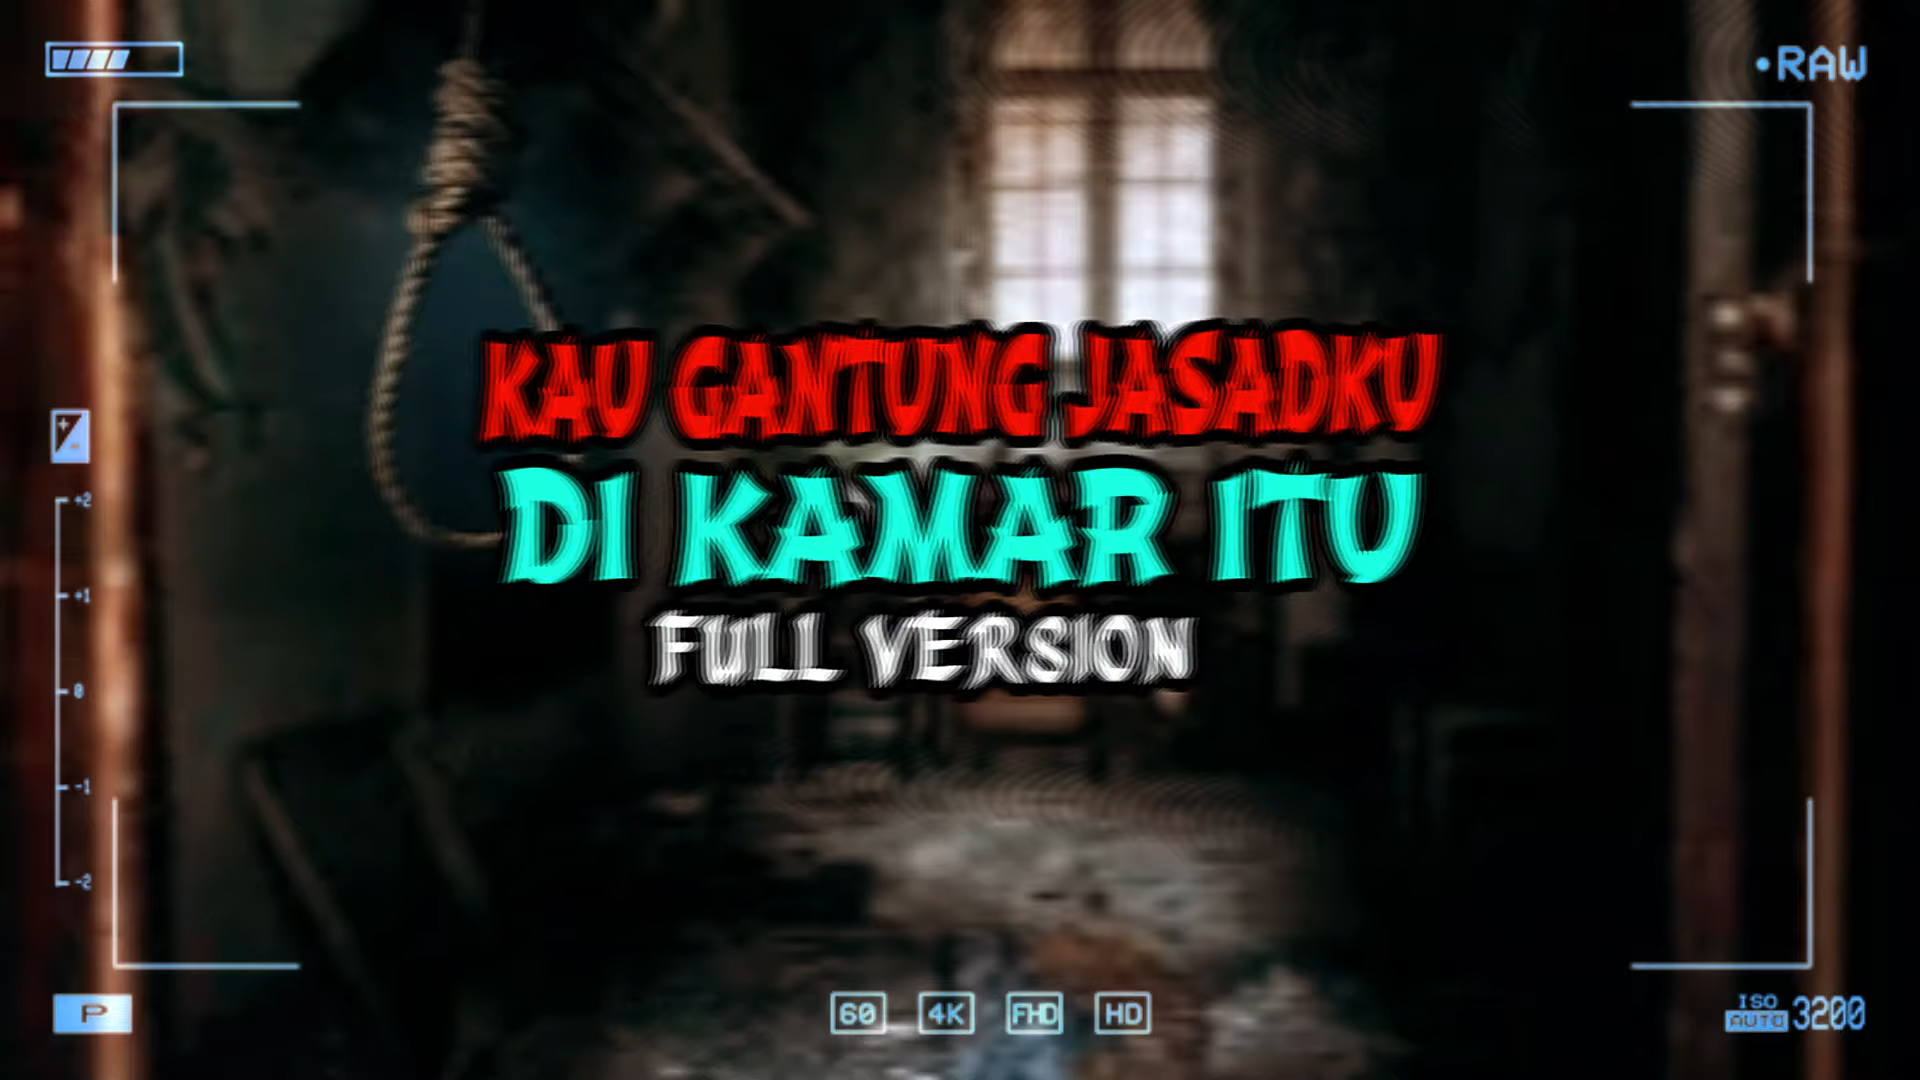 •RAW
KAU GANTUNG JASADKU
DI KAMAR ITU
FULL VERSION
+2
+1
0
-1
-2
P
60 4K FHD HD
ISO AUTO 3200